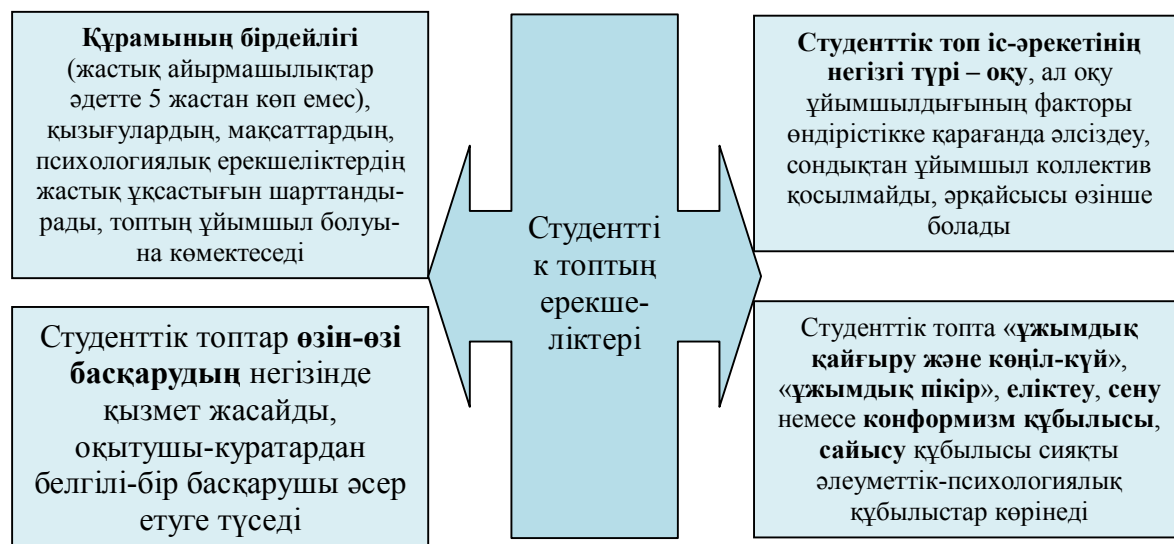 Құрамының бірдейлігі
(жастық айырмашылықтар
әдетте 5 жастан көп емес),
қызығулардың, мақсаттардың,
психологиялық ерекшеліктердің
жастық ұқсастығын шарттанды-
рады, топтың ұйымшыл болуы-
на көмектеседі
Студенттік топтар өзін-өзі
басқарудың негізінде
қызмет жасайды,
оқытушы-куратардан
белгілі-бір басқарушы әсер
етуге түседі
Студентті
к топтың
ерекше-
ліктері
Студенттік топ іс-әрекетінің
негізгі түрі – оқу, ал оқу
ұйымшылдығының факторы
өндірістікке қарағанда әлсіздеу,
сондықтан ұйымшыл коллектив
қосылмайды, әрқайсысы өзінше
болады
Студенттік топта «ұжымдық
қайғыру және көңіл-күй»,
«ұжымдық пікір», еліктеу, сену
немесе конформизм құбылысы,
сайысу құбылысы сияқты
әлеуметтік-психологиялық
құбылыстар көрінеді